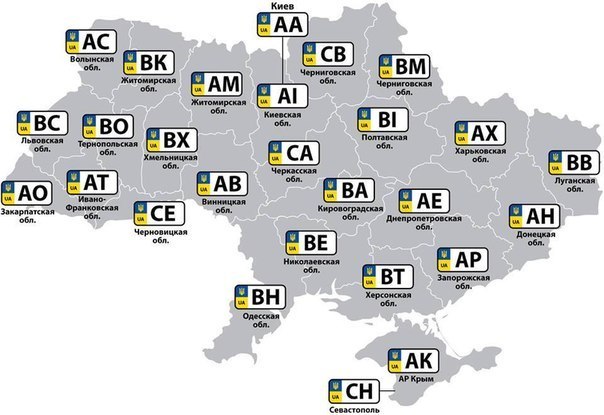 Киев
UA AA
UA AC
Волынская
обл.
UA BK
Житомирская
обл.
UA AM
Житомирская
обл.
UA AI
Киевская
обл.
UA CB
Черниговская
обл.
UA BM
Черниговская
обл.
UA BC
Львовская
обл.
UA BO
Тернопольская
обл.
UA BX
Хмельницкая
обл.
UA CA
Черкасская
обл.
UA BI
Полтавская
обл.
UA AX
Харьковская
обл.
UA BB
Луганская
обл.
UA AO
Закарпатская
обл.
UA AT
Ивано-
Франковская
обл.
UA CE
Черновицкая
обл.
UA AB
Винницкая
обл.
UA BA
Кировоградская
обл.
UA AE
Днепропетровская
обл.
UA AH
Донецкая
обл.
UA BE
Николаевская
обл.
UA BT
Херсонская
обл.
UA AP
Запорожская
обл.
UA BH
Одесская
обл.
UA AK
АР Крым
UA CH
Севастополь